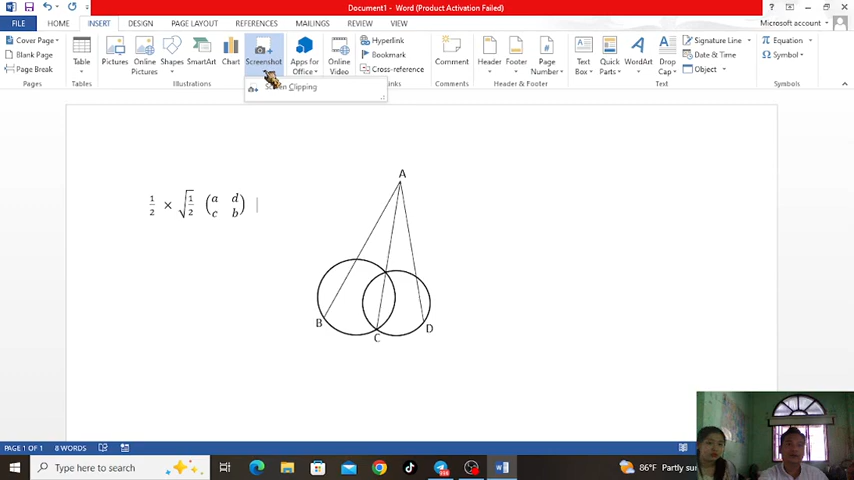 Document1 - Word (Product Activation Failed)
FILE HOME INSERT DESIGN PAGE LAYOUT REFERENCES MAILINGS REVIEW VIEW Microsoft account
Cover Page
Blank Page
Page Break
Pages
Table
Tables
Pictures
Online Pictures
Shapes
SmartArt
Chart
Screenshot
Illustrations
Apps for Office
Online Video
Hyperlink
Bookmark
Cross-reference
Comment
Header
Footer
Page Number
Header & Footer
Text Box
Quick Parts
WordArt
Drop Cap
Signature Line
Date & Time
Object
Text
Equation
Symbol
Symbols
Clipping
A
1/2 × √1/2 (a d
c b)
B
C
D
PAGE 1 OF 1 8 WORDS
Type here to search
86°F Partly